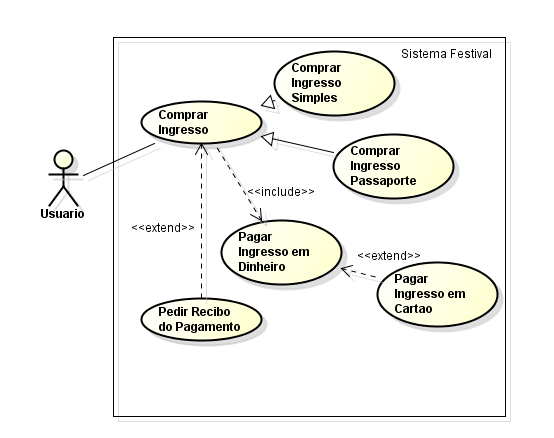 Sistema Festival
Comprar
Ingresso
Simples
Comprar
Ingresso
Comprar
Ingresso
Passaporte
<<include>>
Usuario
<<extend>>
Pagar
Ingresso em
Dinheiro
<<extend>>
Pagar
Ingresso em
Cartao
Pedir Recibo
do Pagamento